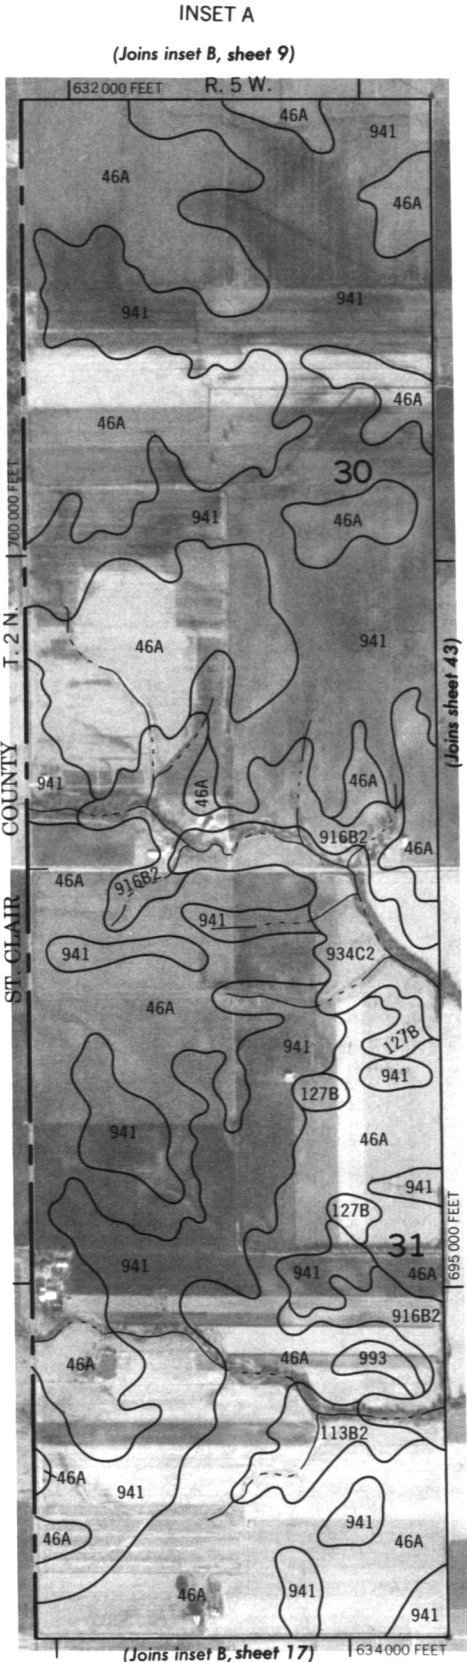 INSET A
(Joins inset B, sheet 9)
632 000 FEET
R. 5 W.
46A
941
46A
46A
941
941
46A
46A
30
941
46A
700 000 FEET
T. 2 N.
46A
941
(Joins sheet 43)
941
46A
46A
ST. CLAIR COUNTY
916B2
46A
46A
916B2
941
941
934C2
46A
941
127B
941
127B
941
46A
941
127B
695 000 FEET
31
941
941
46A
916B2
46A
46A
993
113B2
46A
941
941
46A
46A
46A
941
941
(Joins inset B, sheet 17)
634 000 FEET